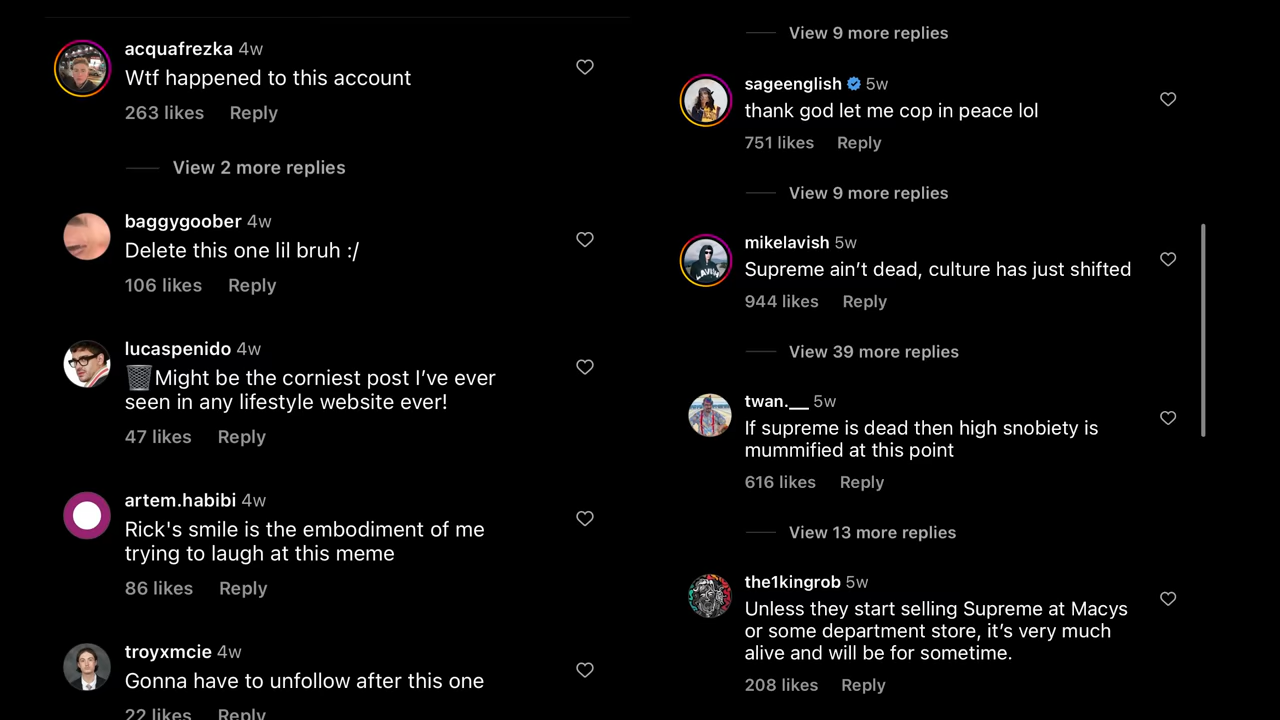 acquafrezka 4w
Wtf happened to this account
263 likes Reply
View 2 more replies
baggygoober 4w
Delete this one lil bruh :/
106 likes Reply
lucaspenido 4w
🗑️Might be the corniest post I’ve ever
seen in any lifestyle website ever!
47 likes Reply
artem.habibi 4w
Rick's smile is the embodiment of me
trying to laugh at this meme
86 likes Reply
troyxmcie 4w
Gonna have to unfollow after this one
22 likes Reply
View 9 more replies
sageenglish 5w
thank god let me cop in peace lol
751 likes Reply
View 9 more replies
mikelavish 5w
Supreme ain’t dead, culture has just shifted
944 likes Reply
View 39 more replies
twan.__ 5w
If supreme is dead then high snobiety is
mummified at this point
616 likes Reply
View 13 more replies
the1kingrob 5w
Unless they start selling Supreme at Macys
or some department store, it’s very much
alive and will be for sometime.
208 likes Reply